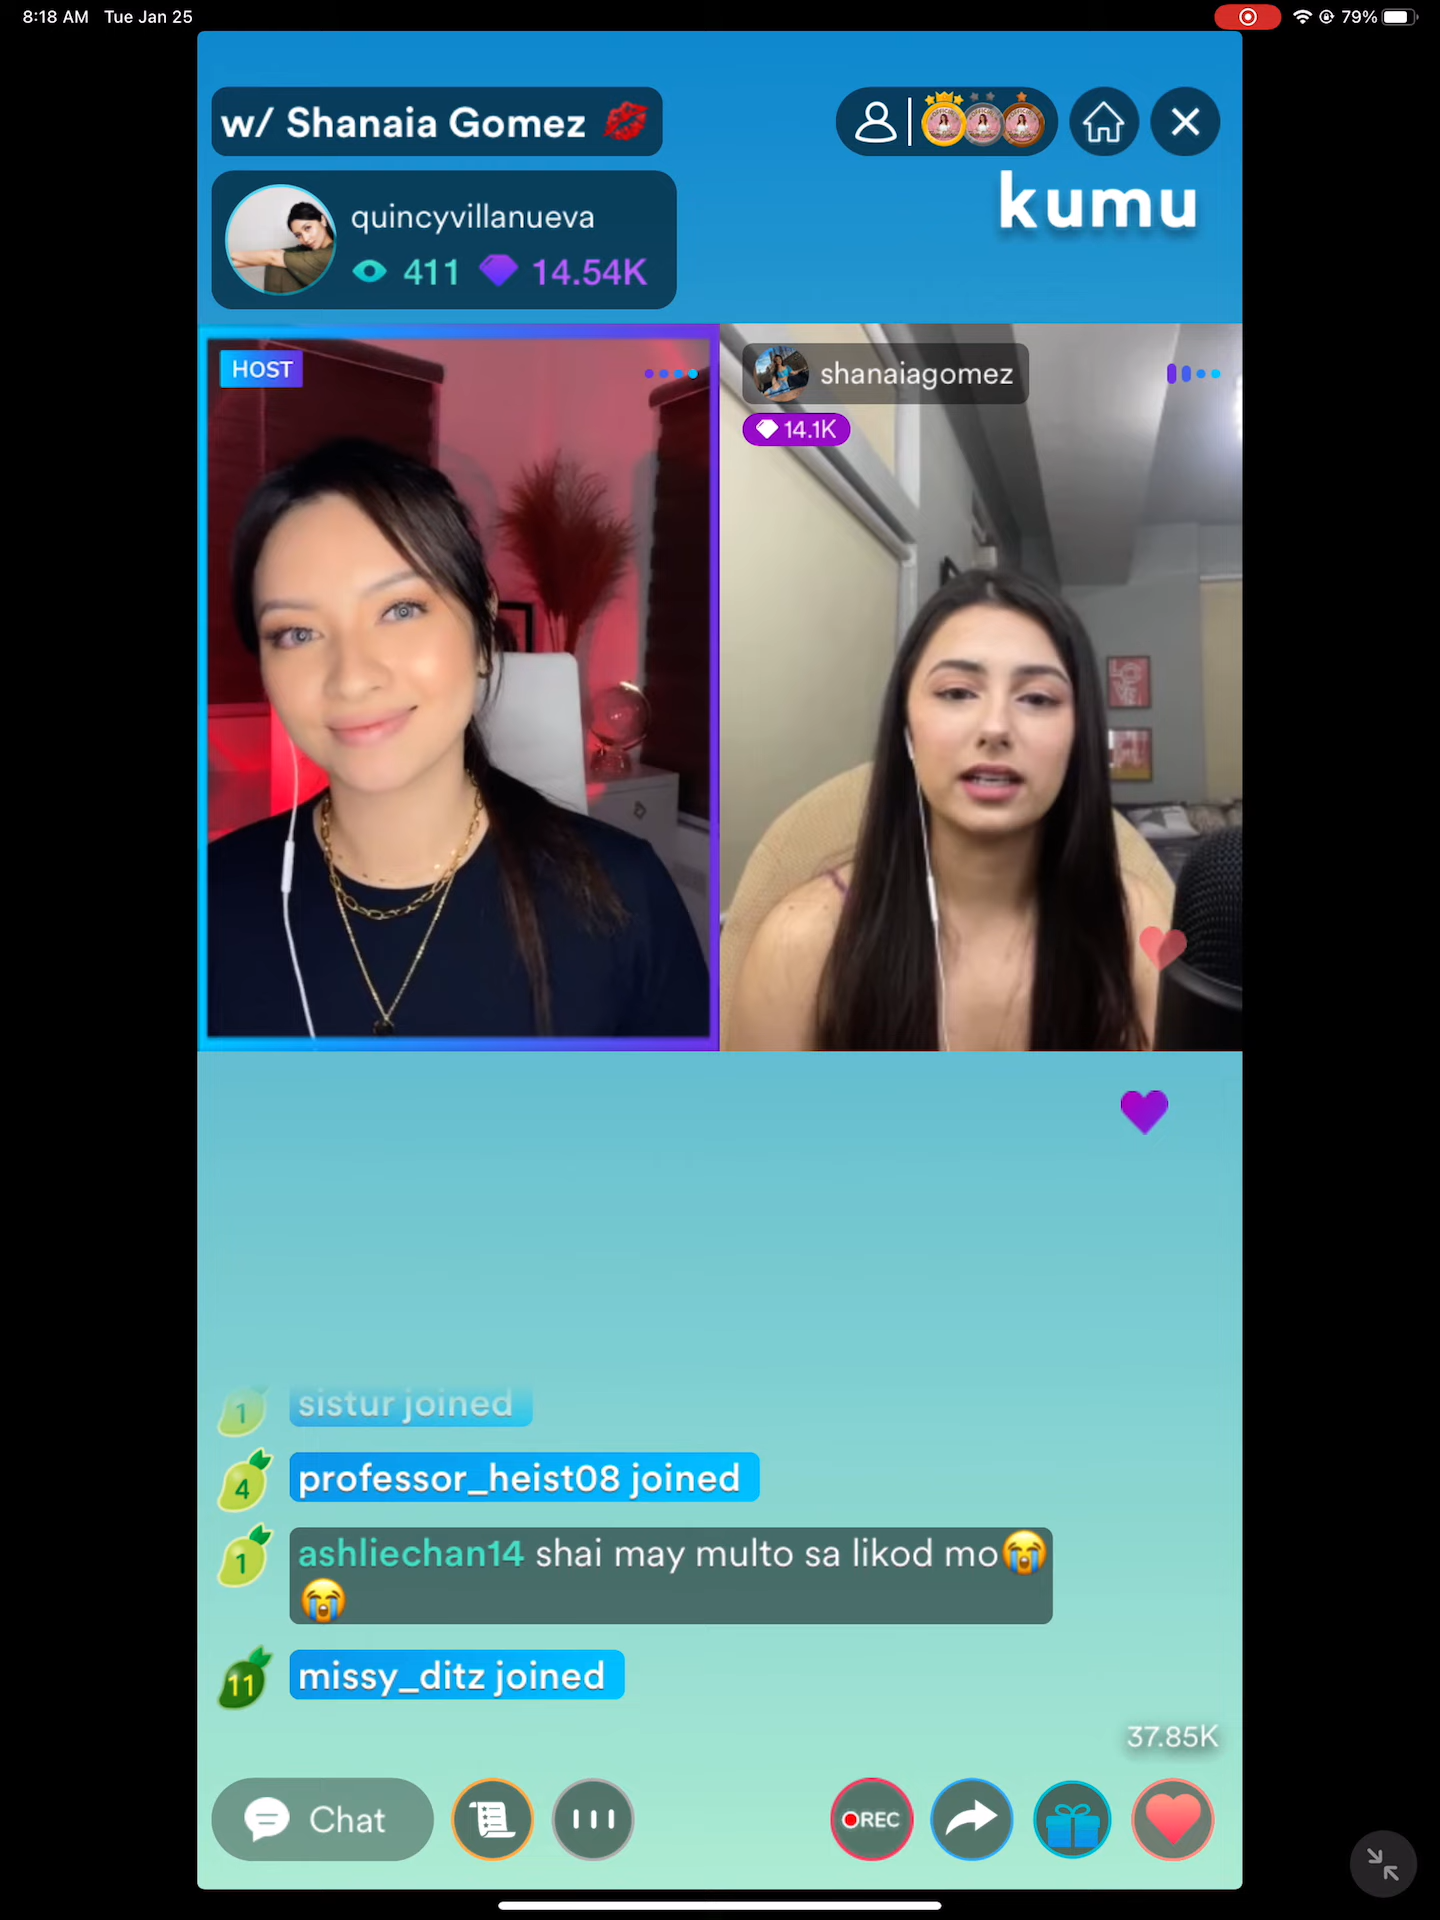 8:18 AM Tue Jan 25
79%
w/ Shanaia Gomez 💋
kumu
quincyvillanueva
411 14.54K
HOST
shanaiagomez
14.1K
LOVE
1 sistur joined
4 professor_heist08 joined
1 ashliechan14 shai may multo sa likod mo😭
😭
11 missy_ditz joined
37.85K
Chat
REC